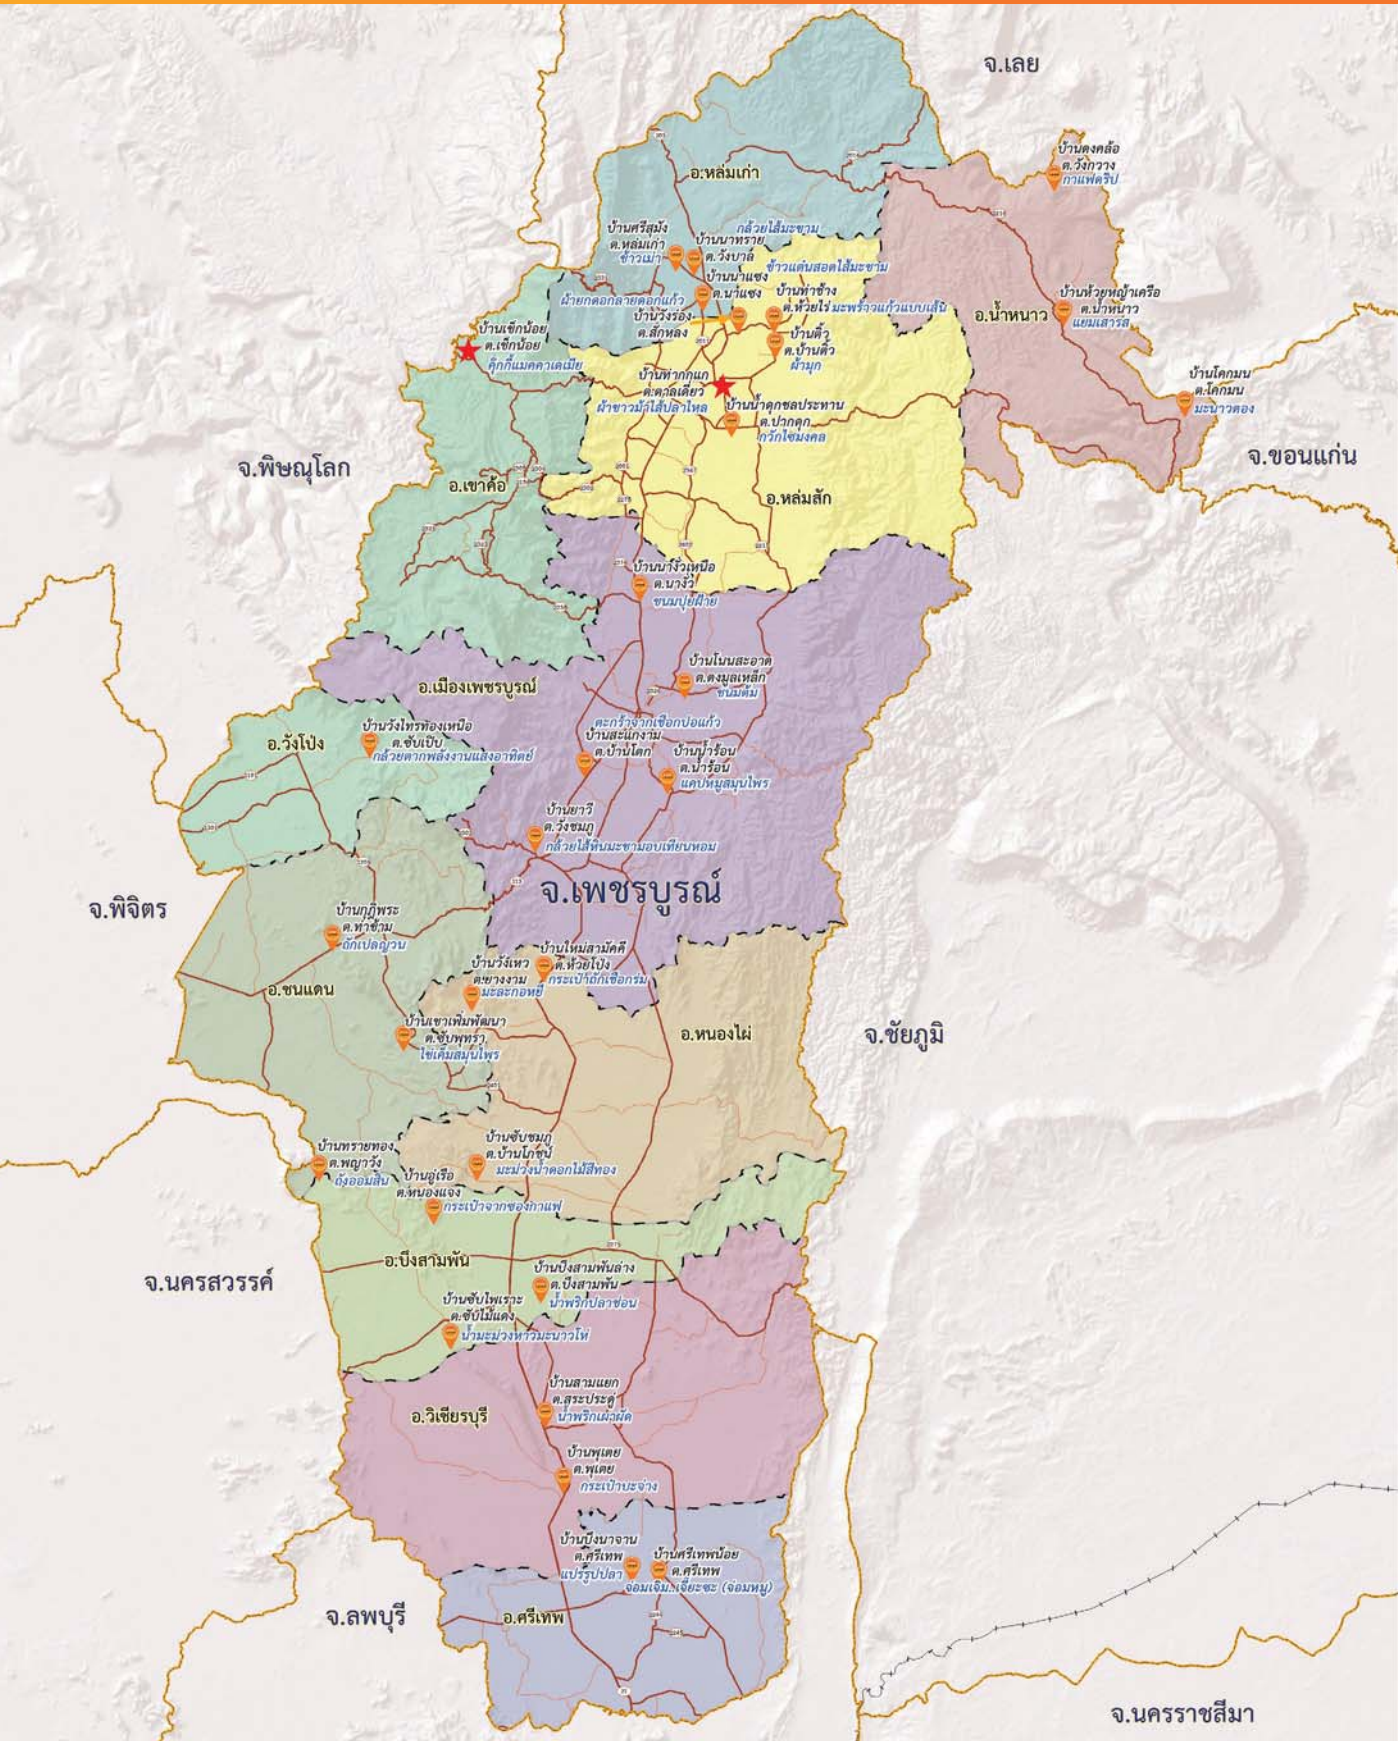 จ.เลย
บ้านดงคล้อ
ต.วังกวาง
กาแฟดริป
อ.หล่มเก่า
บ้านศรีสุมัง
ต.หล่มเก่า
ข้าวเม่า
กล้วยไส้มะขาม
บ้านนาทราย
ต.วังบาล
ข้าวแต๋นสอดไส้มะขาม
บ้านนาแซง
ต.นาแซง
ผ้ายกดอกลายดอกแก้ว
บ้านท่าช้าง
ต.ห้วยไร่
มะพร้าวแก้วแบบเส้น
บ้านวังร่อง
ต.สักหลง
บ้านติ้ว
ต.บ้านติ้ว
ผ้ามุก
บ้านห้วยหญ้าเครือ
ต.น้ำหนาว
แยมเสารส
อ.น้ำหนาว
บ้านเข็กน้อย
ต.เข็กน้อย
คุ๊กกี้แมคคาเดเมีย
บ้านท่ากกแก
ต.ตาลเดี่ยว
ผ้าขาวม้าไส้ปลาไหล
บ้านน้ำดุกชลประทาน
ต.ปากดุก
กวักไชมงคล
บ้านโคกมน
ต.โคกมน
มะนาวดอง
จ.พิษณุโลก
จ.ขอนแก่น
อ.เขาค้อ
อ.หล่มสัก
บ้านนางั่วเหนือ
ต.นางั่ว
ขนมปุยฝ้าย
บ้านโนนสะอาด
ต.ดงมูลเหล็ก
ขนมต้ม
อ.เมืองเพชรบูรณ์
ตะกร้าจากเชือกปอแก้ว
บ้านสะแกงาม
ต.บ้านโตก
บ้านน้ำร้อน
ต.น้ำร้อน
แคปหมูสมุนไพร
อ.วังโป่ง
บ้านวังไทรทองเหนือ
ต.ซับเปิบ
กล้วยตากพลังงานแสงอาทิตย์
บ้านยาวี
ต.วังชมภู
กล้วยไส้หินมะขามอบเทียนหอม
จ.เพชรบูรณ์
จ.พิจิตร
บ้านกุฎิพระ
ต.ท่าข้าม
ถักเปลญวน
บ้านใหม่สามัคคี
ต.ห้วยโป่ง
กระเป๋าถักเชือกร่ม
บ้านวังเหว
ต.ยางงาม
มะละกอหยี
อ.ชนแดน
บ้านเขาเพิ่มพัฒนา
ต.ซับพุทรา
ไข่เค็มสมุนไพร
อ.หนองไผ่
จ.ชัยภูมิ
บ้านทรายทอง
ต.พญาวัง
ถังออมสิน
บ้านซับชมภู
ต.บ้านโภชน์
มะม่วงน้ำดอกไม้สีทอง
บ้านอู่เรือ
ต.หนองแจง
กระเป๋าจากซองกาแฟ
อ.บึงสามพัน
2275
จ.นครสวรรค์
บ้านบึงสามพันล่าง
ต.บึงสามพัน
น้ำพริกปลาช่อน
บ้านซับไพเราะ
ต.ซับไม้แดง
น้ำมะม่วงหาวมะนาวโห่
บ้านสามแยก
ต.สระประดู่
น้ำพริกเผาผัด
อ.วิเชียรบุรี
บ้านพุเตย
ต.พุเตย
กระเป๋าบะจ่าง
บ้านบึงนาจาน
ต.ศรีเทพ
แปรรูปปลา
บ้านศรีเทพน้อย
ต.ศรีเทพ
จ่อมเจิม..เจี๊ยะซะ (จ่อมหมู)
อ.ศรีเทพ
จ.ลพบุรี
จ.นครราชสีมา